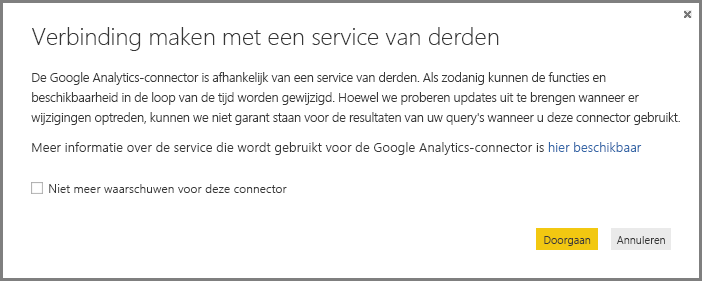 Verbinding maken met een service van derden
De Google Analytics-connector is afhankelijk van een service van derden. Als zodanig kunnen de functies en
beschikbaarheid in de loop van de tijd worden gewijzigd. Hoewel we proberen updates uit te brengen wanneer er
wijzigingen optreden, kunnen we niet garant staan voor de resultaten van uw query's wanneer u deze connector gebruikt.
Meer informatie over de service die wordt gebruikt voor de Google Analytics-connector is hier beschikbaar
Niet meer waarschuwen voor deze connector
Doorgaan Annuleren